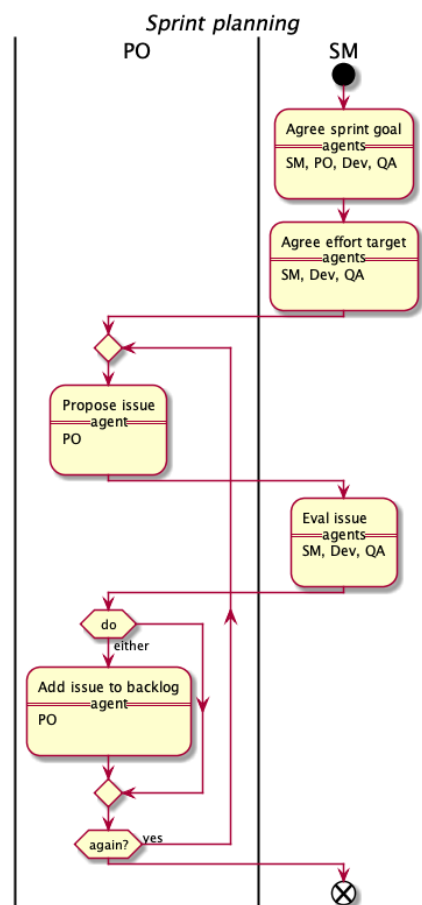 Sprint planning
PO
SM
Agree sprint goal
agents
SM, PO, Dev, QA
Agree effort target
agents
SM, Dev, QA
Propose issue
agent
PO
Eval issue
agents
SM, Dev, QA
do
either
Add issue to backlog
agent
PO
again?
yes